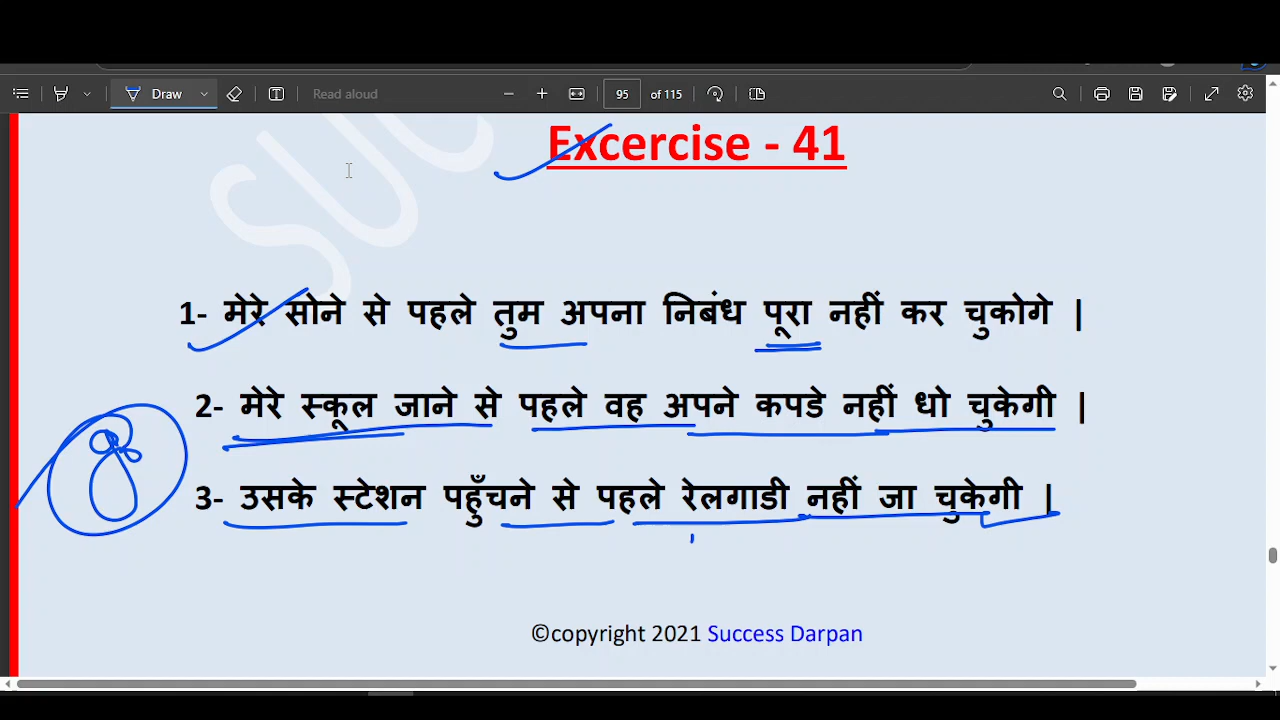 Draw
Read aloud
95 of 115
SUC
Excercise - 41
1- मेरे सोने से पहले तुम अपना निबंध पूरा नहीं कर चुकोगे |
2- मेरे स्कूल जाने से पहले वह अपने कपडे नहीं धो चुकेगी |
3- उसके स्टेशन पहुँचने से पहले रेलगाडी नहीं जा चुकेगी |
©copyright 2021 Success Darpan